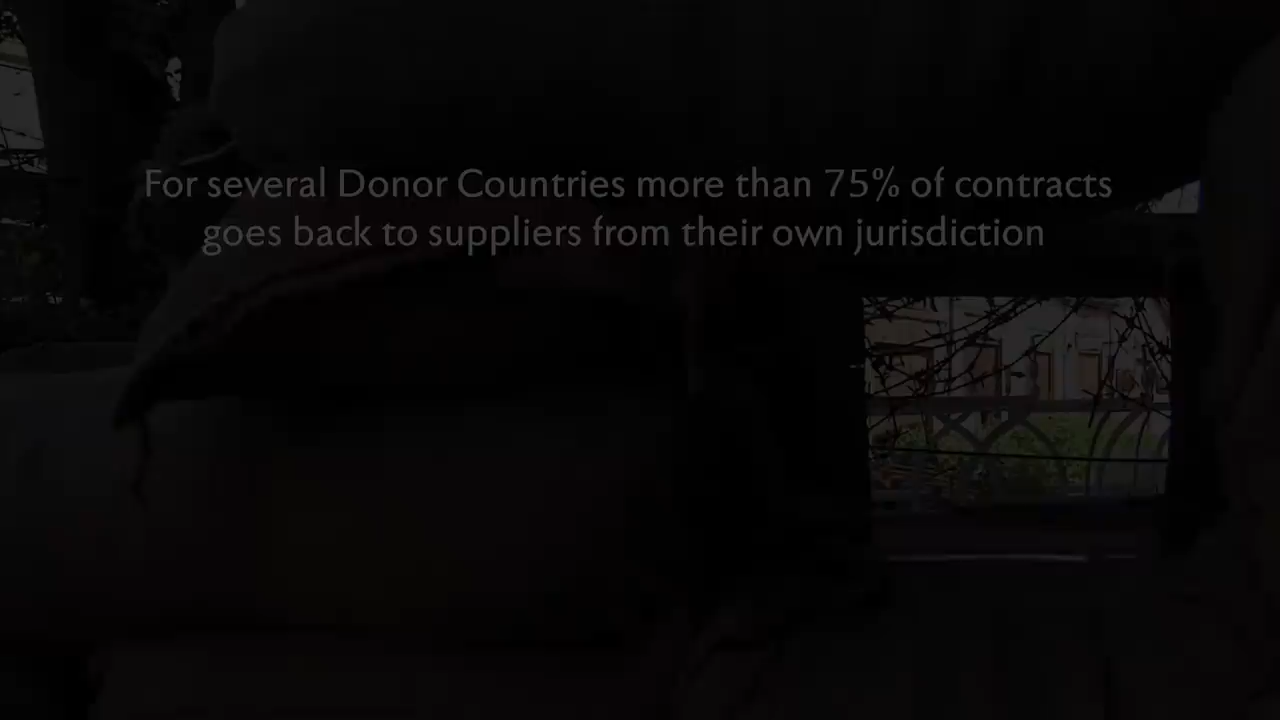 For several Donor Countries more than 75% of contracts
goes back to suppliers from their own jurisdiction